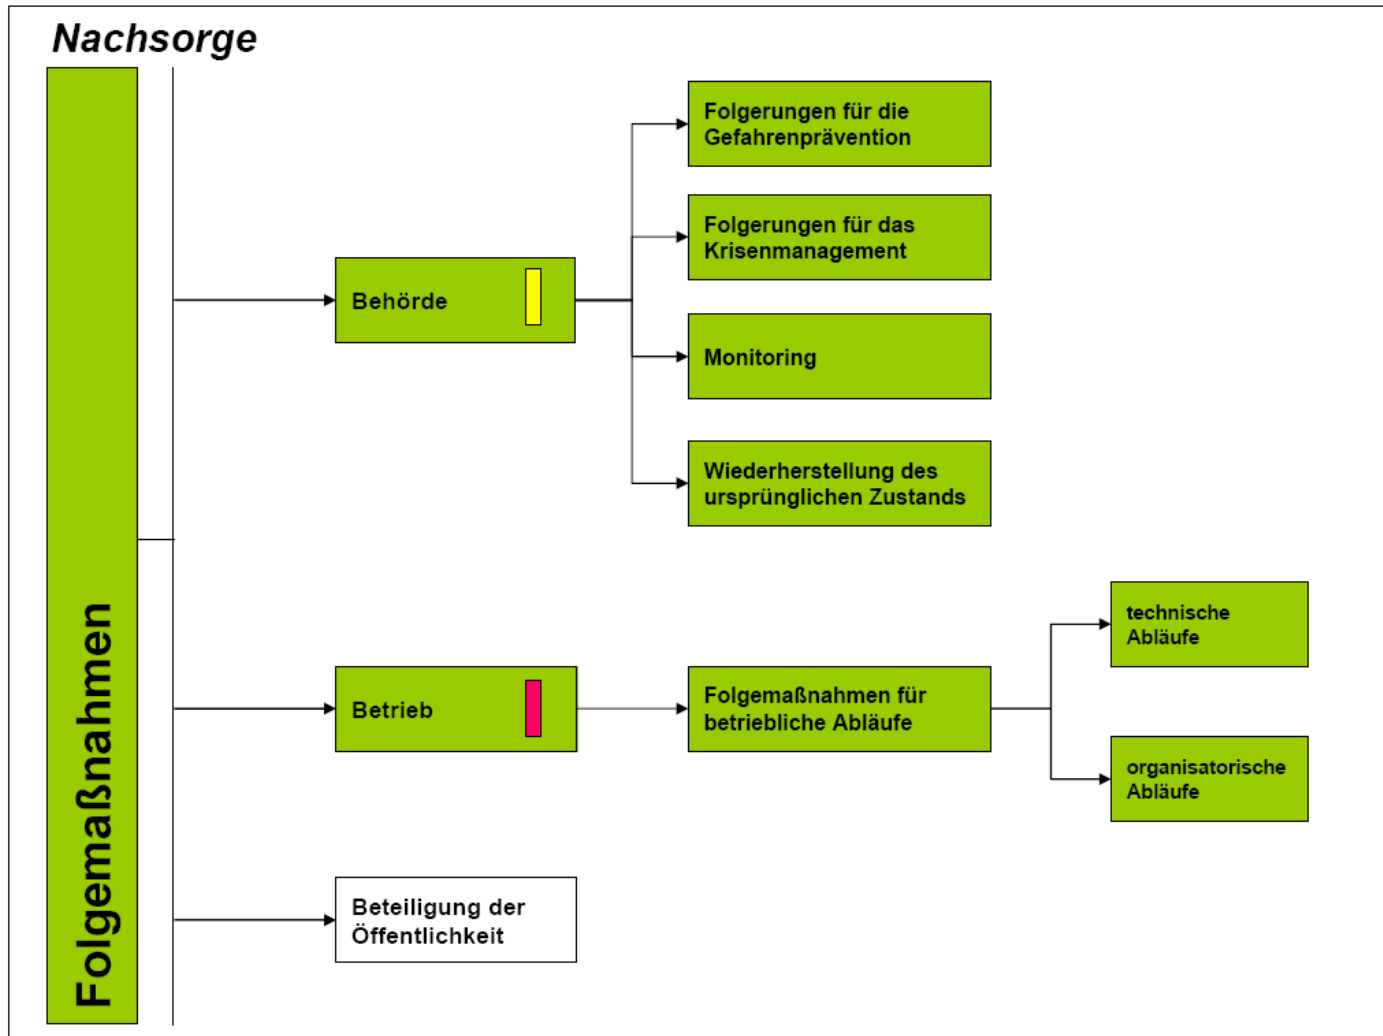 Nachsorge
Folgemaßnahmen
Behörde
Folgerungen für die
Gefahrenprävention
Folgerungen für das
Krisenmanagement
Monitoring
Wiederherstellung des
ursprünglichen Zustands
Betrieb
Folgemaßnahmen für
betriebliche Abläufe
technische
Abläufe
organisatorische
Abläufe
Beteiligung der
Öffentlichkeit